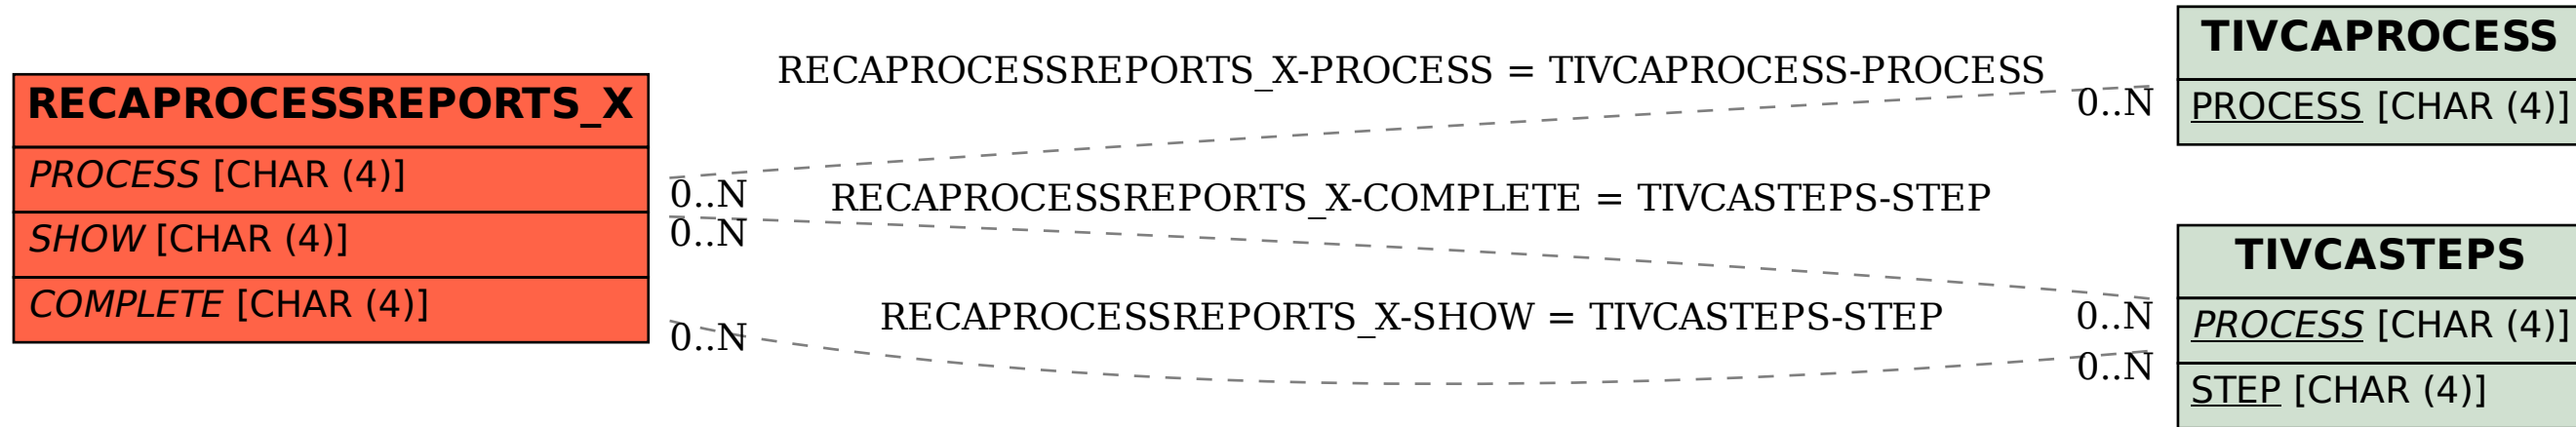 RECAPROCESSREPORTS_X
PROCESS [CHAR (4)]
SHOW [CHAR (4)]
COMPLETE [CHAR (4)]
RECAPROCESSREPORTS_X-PROCESS = TIVCAPROCESS-PROCESS
0..N
0..N
RECAPROCESSREPORTS_X-COMPLETE = TIVCASTEPS-STEP
0..N
0..N
RECAPROCESSREPORTS_X-SHOW = TIVCASTEPS-STEP
0..N
0..N
TIVCAPROCESS
PROCESS [CHAR (4)]
TIVCASTEPS
PROCESS [CHAR (4)]
STEP [CHAR (4)]